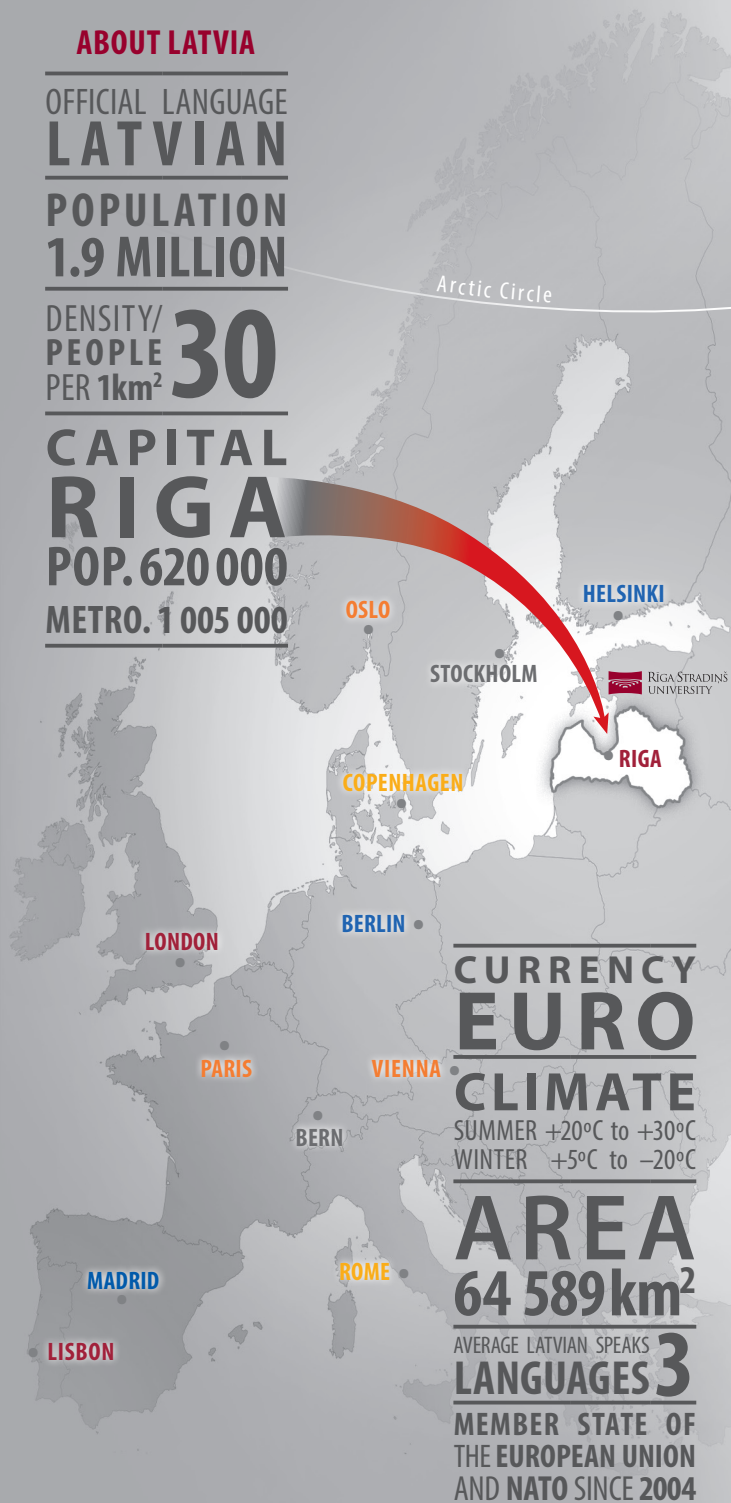 ABOUT LATVIA
OFFICIAL LANGUAGE
LATVIAN
POPULATION
1.9 MILLION
DENSITY/
PEOPLE
PER 1km²
30
CAPITAL
RIGA
POP. 620 000
METRO. 1 005 000
Arctic Circle
HELSINKI
OSLO
STOCKHOLM
RĪGA STRADIŅŠ
UNIVERSITY
RIGA
COPENHAGEN
BERLIN
LONDON
PARIS
VIENNA
BERN
MADRID
ROME
LISBON
CURRENCY
EURO
CLIMATE
SUMMER +20ºC to +30ºC
WINTER +5ºC to –20ºC
AREA
64 589 km²
AVERAGE LATVIAN SPEAKS
LANGUAGES 3
MEMBER STATE OF
THE EUROPEAN UNION
AND NATO SINCE 2004